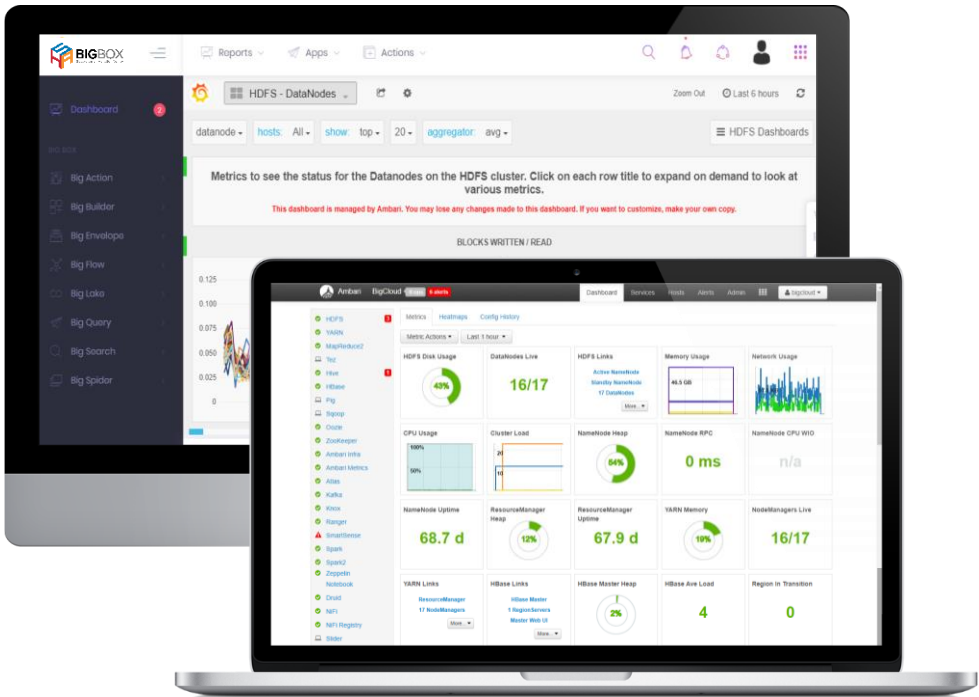 BIGBOX
Reports
Apps
Actions
HDFS - DataNodes
Zoom Out
Last 6 hours
Dashboard
2
datanode
hosts: All
show: top
20
aggregator: avg
HDFS Dashboards
BIG BOX
Big Action
Big Builder
Big Envelope
Big Flow
Big Lake
Big Query
Big Search
Big Spider
Metrics to see the status for the Datanodes on the HDFS cluster. Click on each row title to expand on demand to look at
various metrics.
This dashboard is managed by Ambari. You may lose any changes made to this dashboard. If you want to customize, make your own copy.
BLOCKS WRITTEN / READ
0.125
0.100
0.075
0.050
0.025
0
Ambari
BigCloud
Dashboard
Services
Hosts
Alerts
Admin
bigcloud
HDFS
YARN
MapReduce2
Tez
Hive
HBase
Pig
Sqoop
Oozie
ZooKeeper
Ambari Infra
Ambari Metrics
Atlas
Kafka
Knox
Ranger
SmartSense
Spark
Spark2
Zeppelin
Notebook
Druid
NiFi
NiFi Registry
Slider
Metrics
Heatmaps
Config History
Metric Actions
Last 1 hour
HDFS Disk Usage
43%
DataNodes Live
16/17
HDFS Links
Active NameNode
Standby NameNode
17 DataNodes
More...
Memory Usage
46.5 GB
Network Usage
CPU Usage
100%
50%
Cluster Load
20
10
NameNode Heap
54%
NameNode RPC
0 ms
NameNode CPU WIO
n/a
NameNode Uptime
68.7 d
ResourceManager
Heap
12%
ResourceManager
Uptime
67.9 d
YARN Memory
19%
NodeManagers Live
16/17
YARN Links
ResourceManager
17 NodeManagers
More...
HBase Links
HBase Master
1 RegionServers
Master Web UI
More...
HBase Master Heap
2%
HBase Ave Load
4
Region In Transition
0